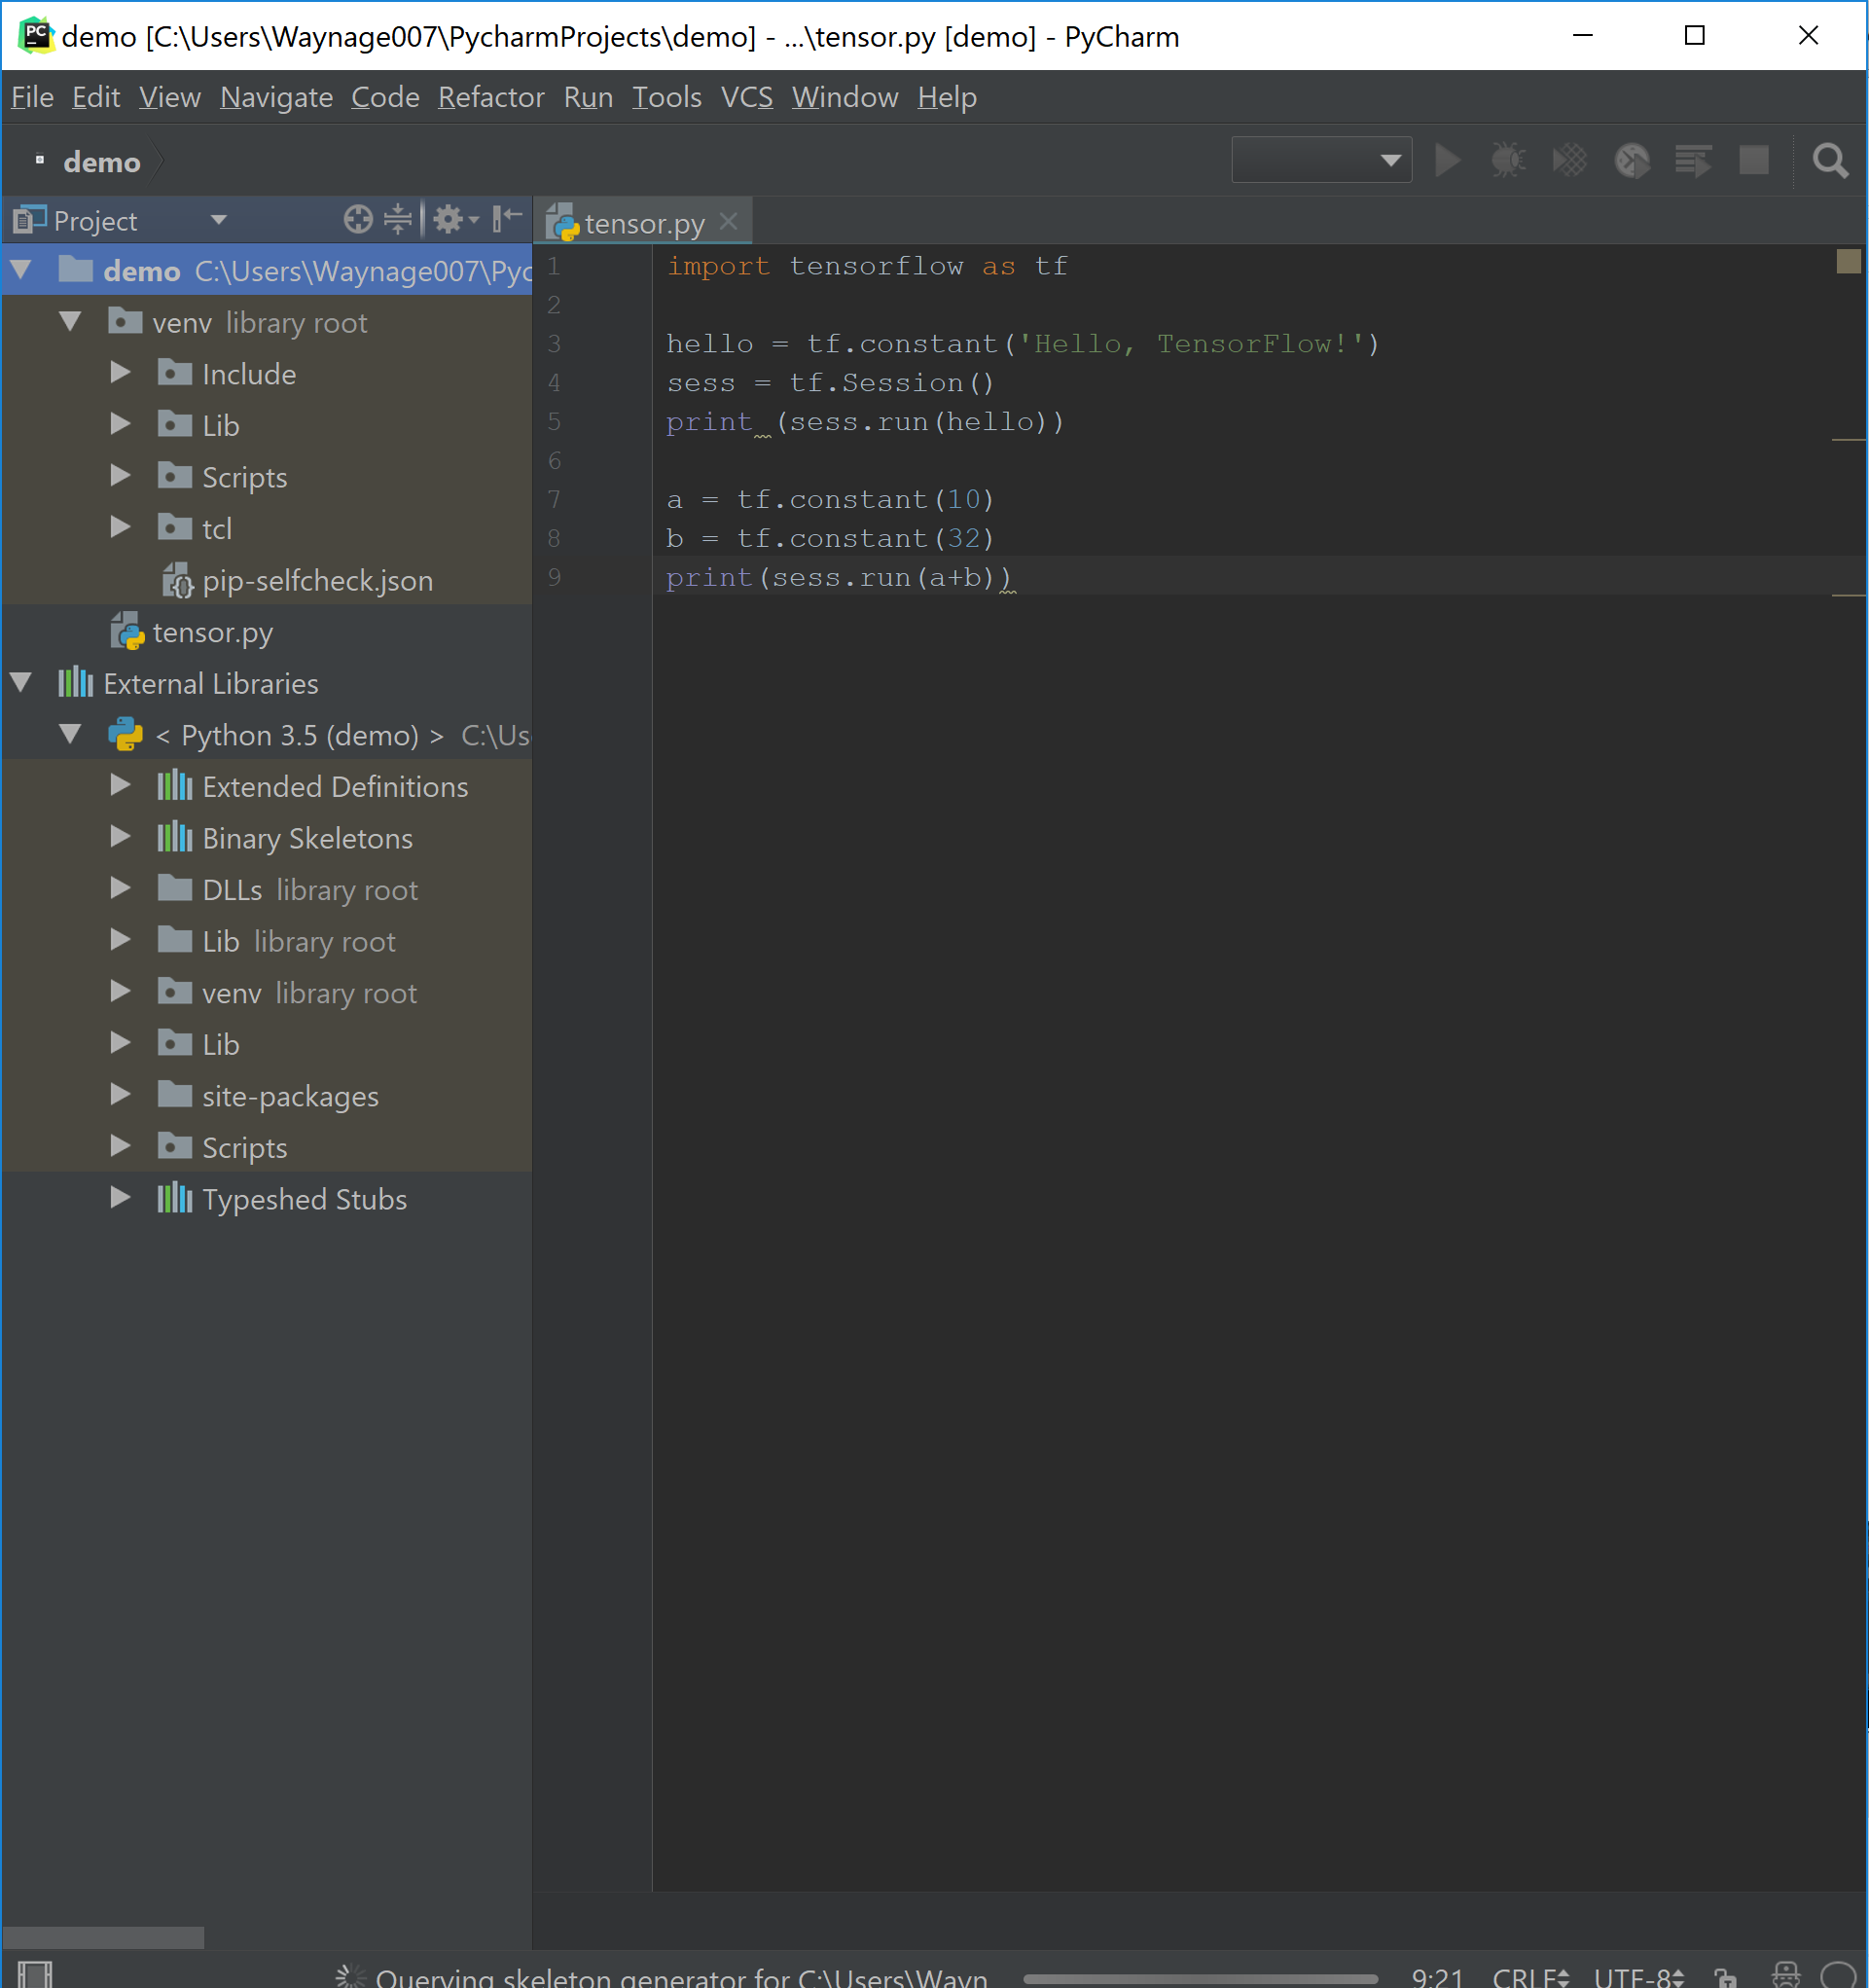 demo [C:\Users\Waynage007\PycharmProjects\demo] - ...\tensor.py [demo] - PyCharm
File Edit View Navigate Code Refactor Run Tools VCS Window Help
demo
Project
tensor.py
demo C:\Users\Waynage007\Pyc
venv library root
Include
Lib
Scripts
tcl
pip-selfcheck.json
tensor.py
External Libraries
< Python 3.5 (demo) > C:\Us
Extended Definitions
Binary Skeletons
DLLs library root
Lib library root
venv library root
Lib
site-packages
Scripts
Typeshed Stubs
1 import tensorflow as tf
2
3 hello = tf.constant('Hello, TensorFlow!')
4 sess = tf.Session()
5 print (sess.run(hello))
6
7 a = tf.constant(10)
8 b = tf.constant(32)
9 print(sess.run(a+b))
Querying skeleton generator for C:\Users\Wayn 9:21 CRLF UTF-8